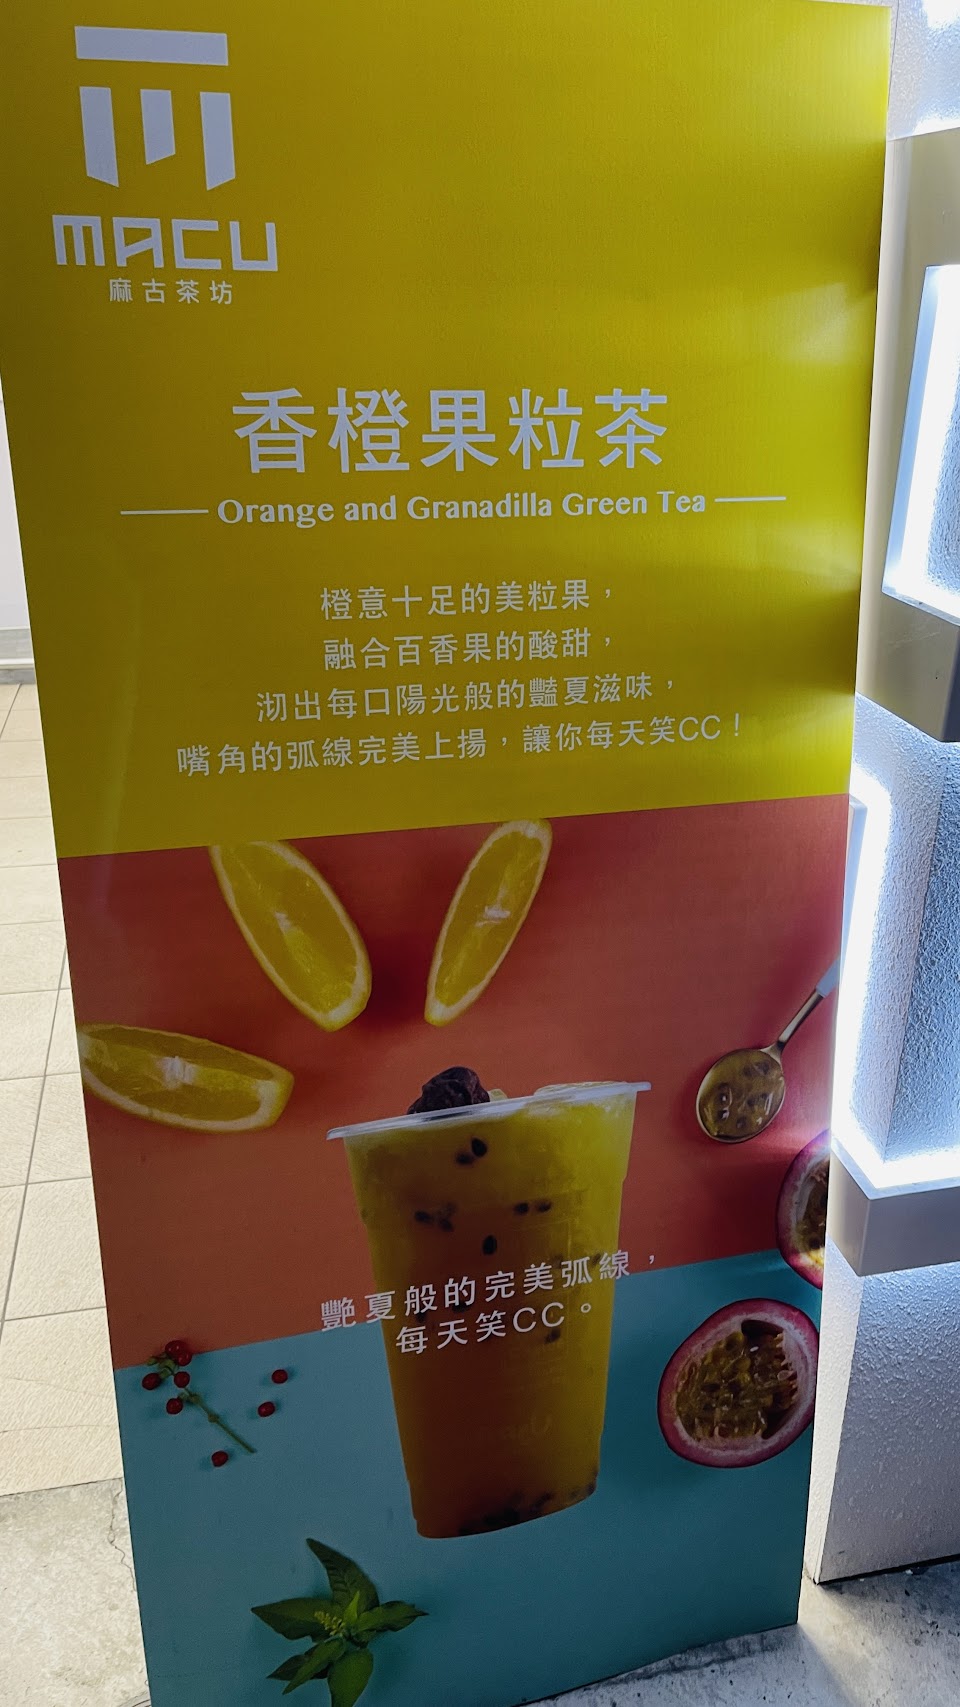 MACU
麻古茶坊
香橙果粒茶
Orange and Granadilla Green Tea
橙意十足的美粒果，
融合百香果的酸甜，
沏出每口陽光般的豔夏滋味，
嘴角的弧線完美上揚，讓你每天笑CC！
艷夏般的完美弧線，
每天笑CC。